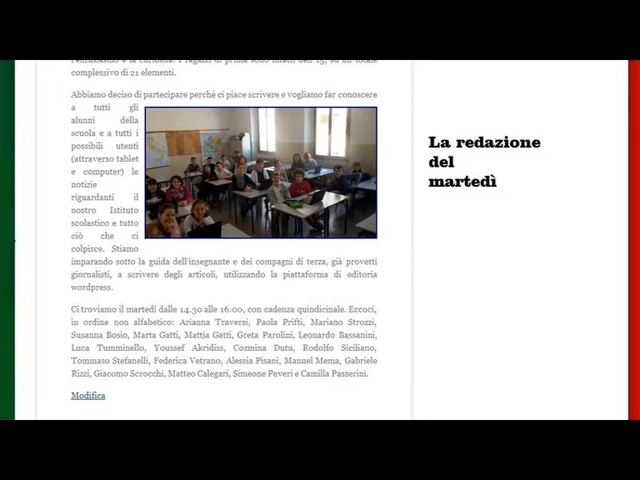 l'entusiasmo e la curiosità. I ragazzi di prima sono infatti ben 15, su un totale
complessivo di 21 elementi.
Abbiamo deciso di partecipare perché ci piace scrivere e vogliamo far conoscere
a tutti gli
alunni della
scuola e a tutti i
possibili utenti
(attraverso tablet
e computer) le
notizie
riguardanti il
nostro Istituto
scolastico e tutto
ciò che ci
colpisce. Stiamo
imparando sotto la guida dell'insegnante e dei compagni di terza, già provetti
giornalisti, a scrivere degli articoli, utilizzando la piattaforma di editoria
wordpress.
Ci troviamo il martedì dalle 14.30 alle 16.00, con cadenza quindicinale. Eccoci,
in ordine non alfabetico: Arianna Traversi, Paola Prifti, Mariano Strozzi,
Susanna Bosio, Marta Gatti, Mattia Gatti, Greta Parolini, Leonardo Bassanini,
Luca Tumminello, Youssef Akridiss, Cozmina Dutu, Rodolfo Siciliano,
Tommaso Stefanelli, Federica Vetrano, Alessia Pisani, Manuel Mema, Gabriele
Rizzi, Giacomo Scrocchi, Matteo Calegari, Simeone Peveri e Camilla Passerini.
Modifica
La redazione
del
martedì